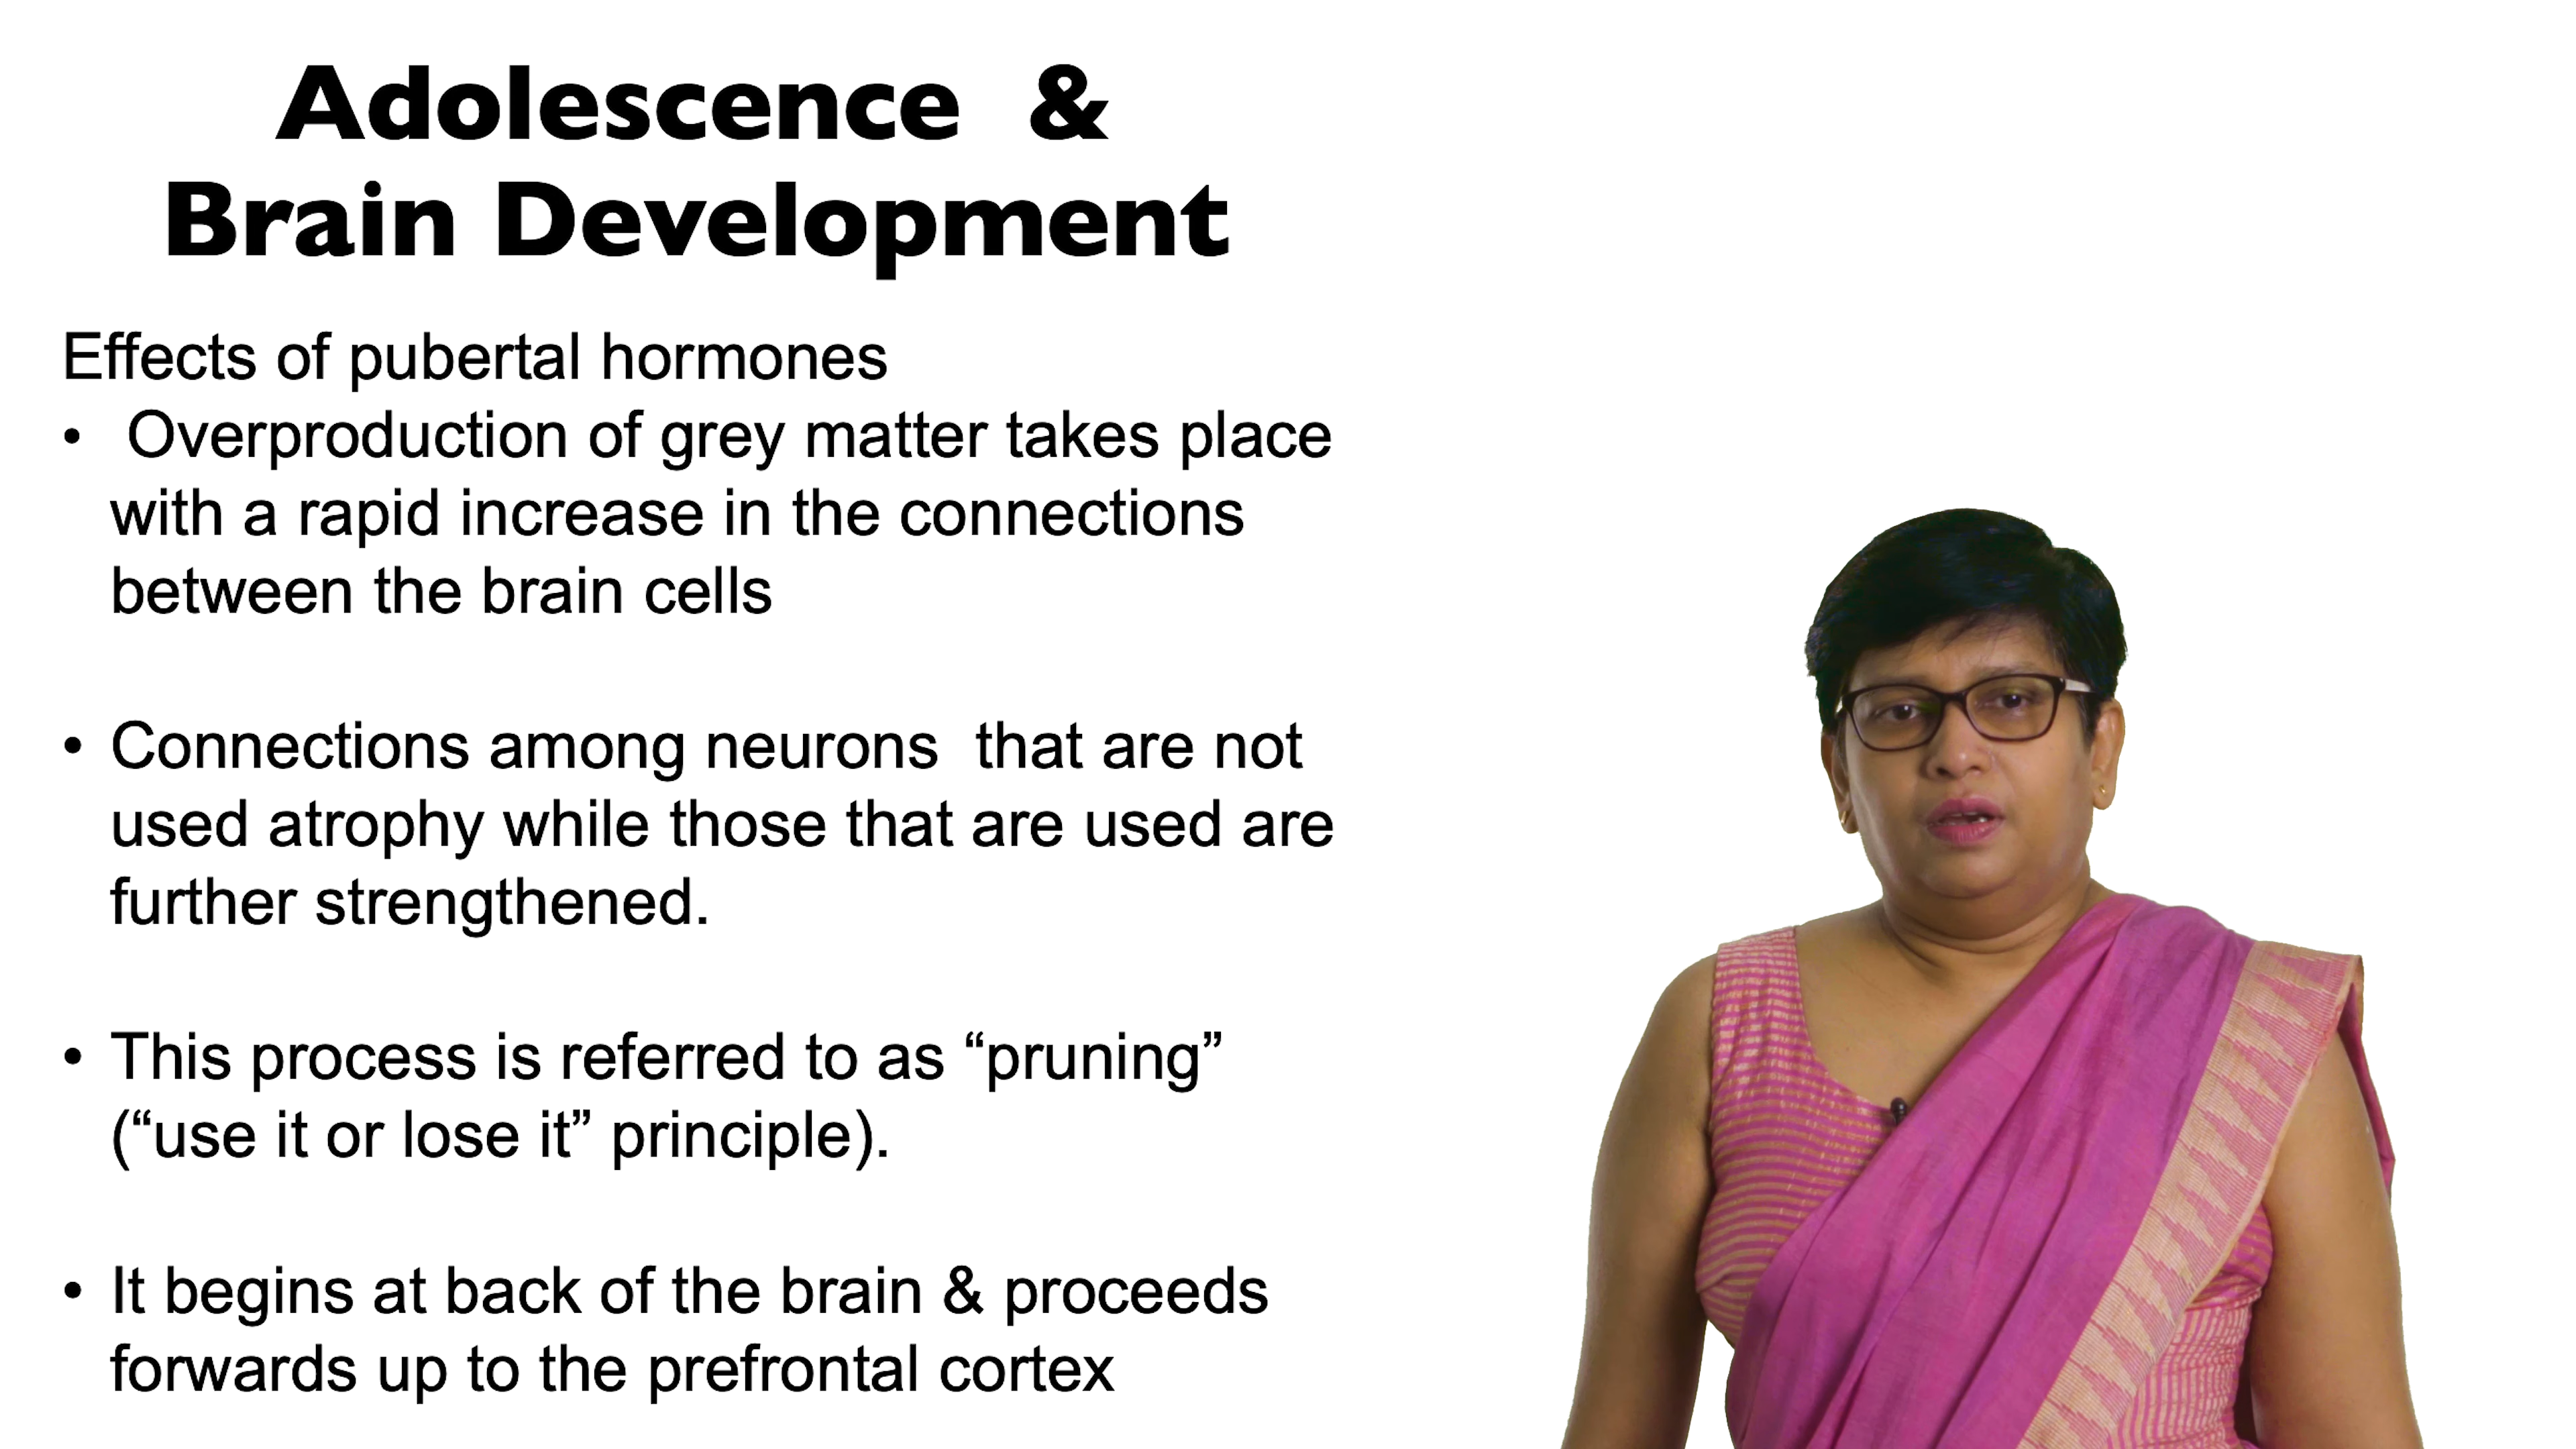 Adolescence &
Brain Development
Effects of pubertal hormones
• Overproduction of grey matter takes place
with a rapid increase in the connections
between the brain cells
• Connections among neurons that are not
used atrophy while those that are used are
further strengthened.
• This process is referred to as “pruning”
(“use it or lose it” principle).
• It begins at back of the brain & proceeds
forwards up to the prefrontal cortex